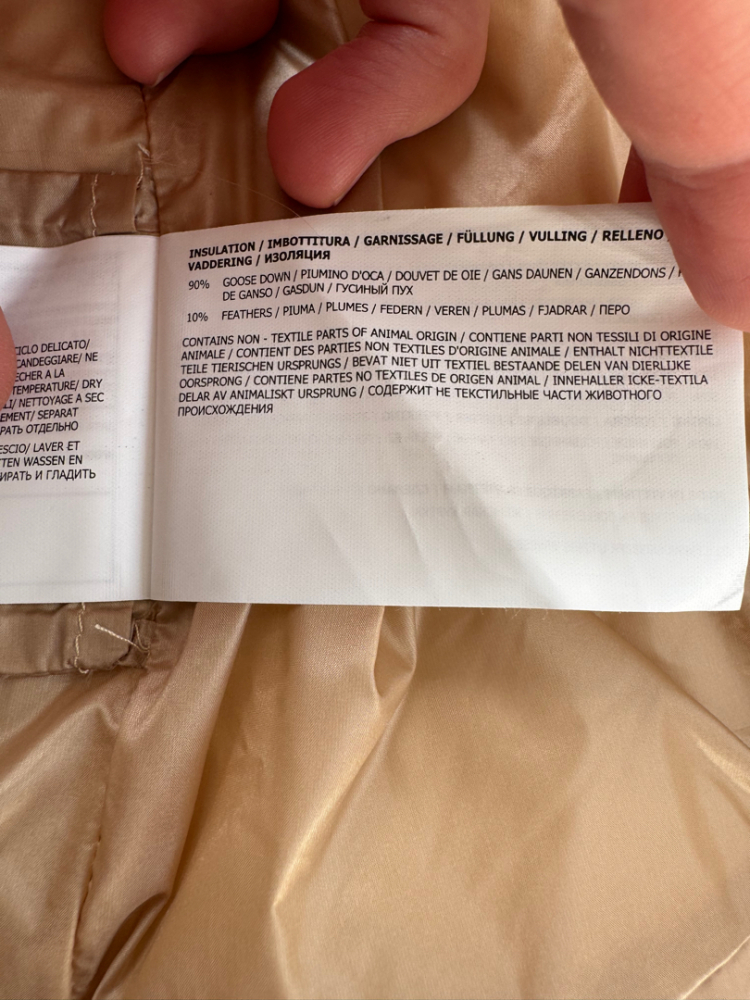 INSULATION / IMBOTTITURA / GARNISSAGE / FÜLLUNG / VULLING / RELLENO
VADDERING / ИЗОЛЯЦИЯ
90% GOOSE DOWN / PIUMINO D'OCA / DOUVET DE OIE / GANS DAUNEN / GANZENDONS /
DE GANSO / GASDUN / ГУСИНЫЙ ПУХ
10% FEATHERS / PIUMA / PLUMES / FEDERN / VEREN / PLUMAS / FJADRAR / ПЕРО
CONTAINS NON - TEXTILE PARTS OF ANIMAL ORIGIN / CONTIENE PARTI NON TESSILI DI ORIGINE
ANIMALE / CONTIENT DES PARTIES NON TEXTILES D'ORIGINE ANIMALE / ENTHALT NICHTTEXTILE
TEILE TIERISCHEN URSPRUNGS / BEVAT NIET UIT TEXTIEL BESTAANDE DELEN VAN DIERLIJKE
OORSPRONG / CONTIENE PARTES NO TEXTILES DE ORIGEN ANIMAL / INNEHALLER ICKE-TEXTILA
DELAR AV ANIMALISKT URSPRUNG / СОДЕРЖИТ НЕ ТЕКСТИЛЬНЫЕ ЧАСТИ ЖИВОТНОГО
ПРОИСХОЖДЕНИЯ
CICLO DELICATO/
CANDEGGIARE/ NE
ECHER A LA
TEMPERATURE/ DRY
LI/ NETTOYAGE A SEC
EMENT/ SEPARAT
РАТЬ ОТДЕЛЬНО
ESCIO/ LAVER ET
TEN WASSEN EN
ИРАТЬ И ГЛАДИТЬ